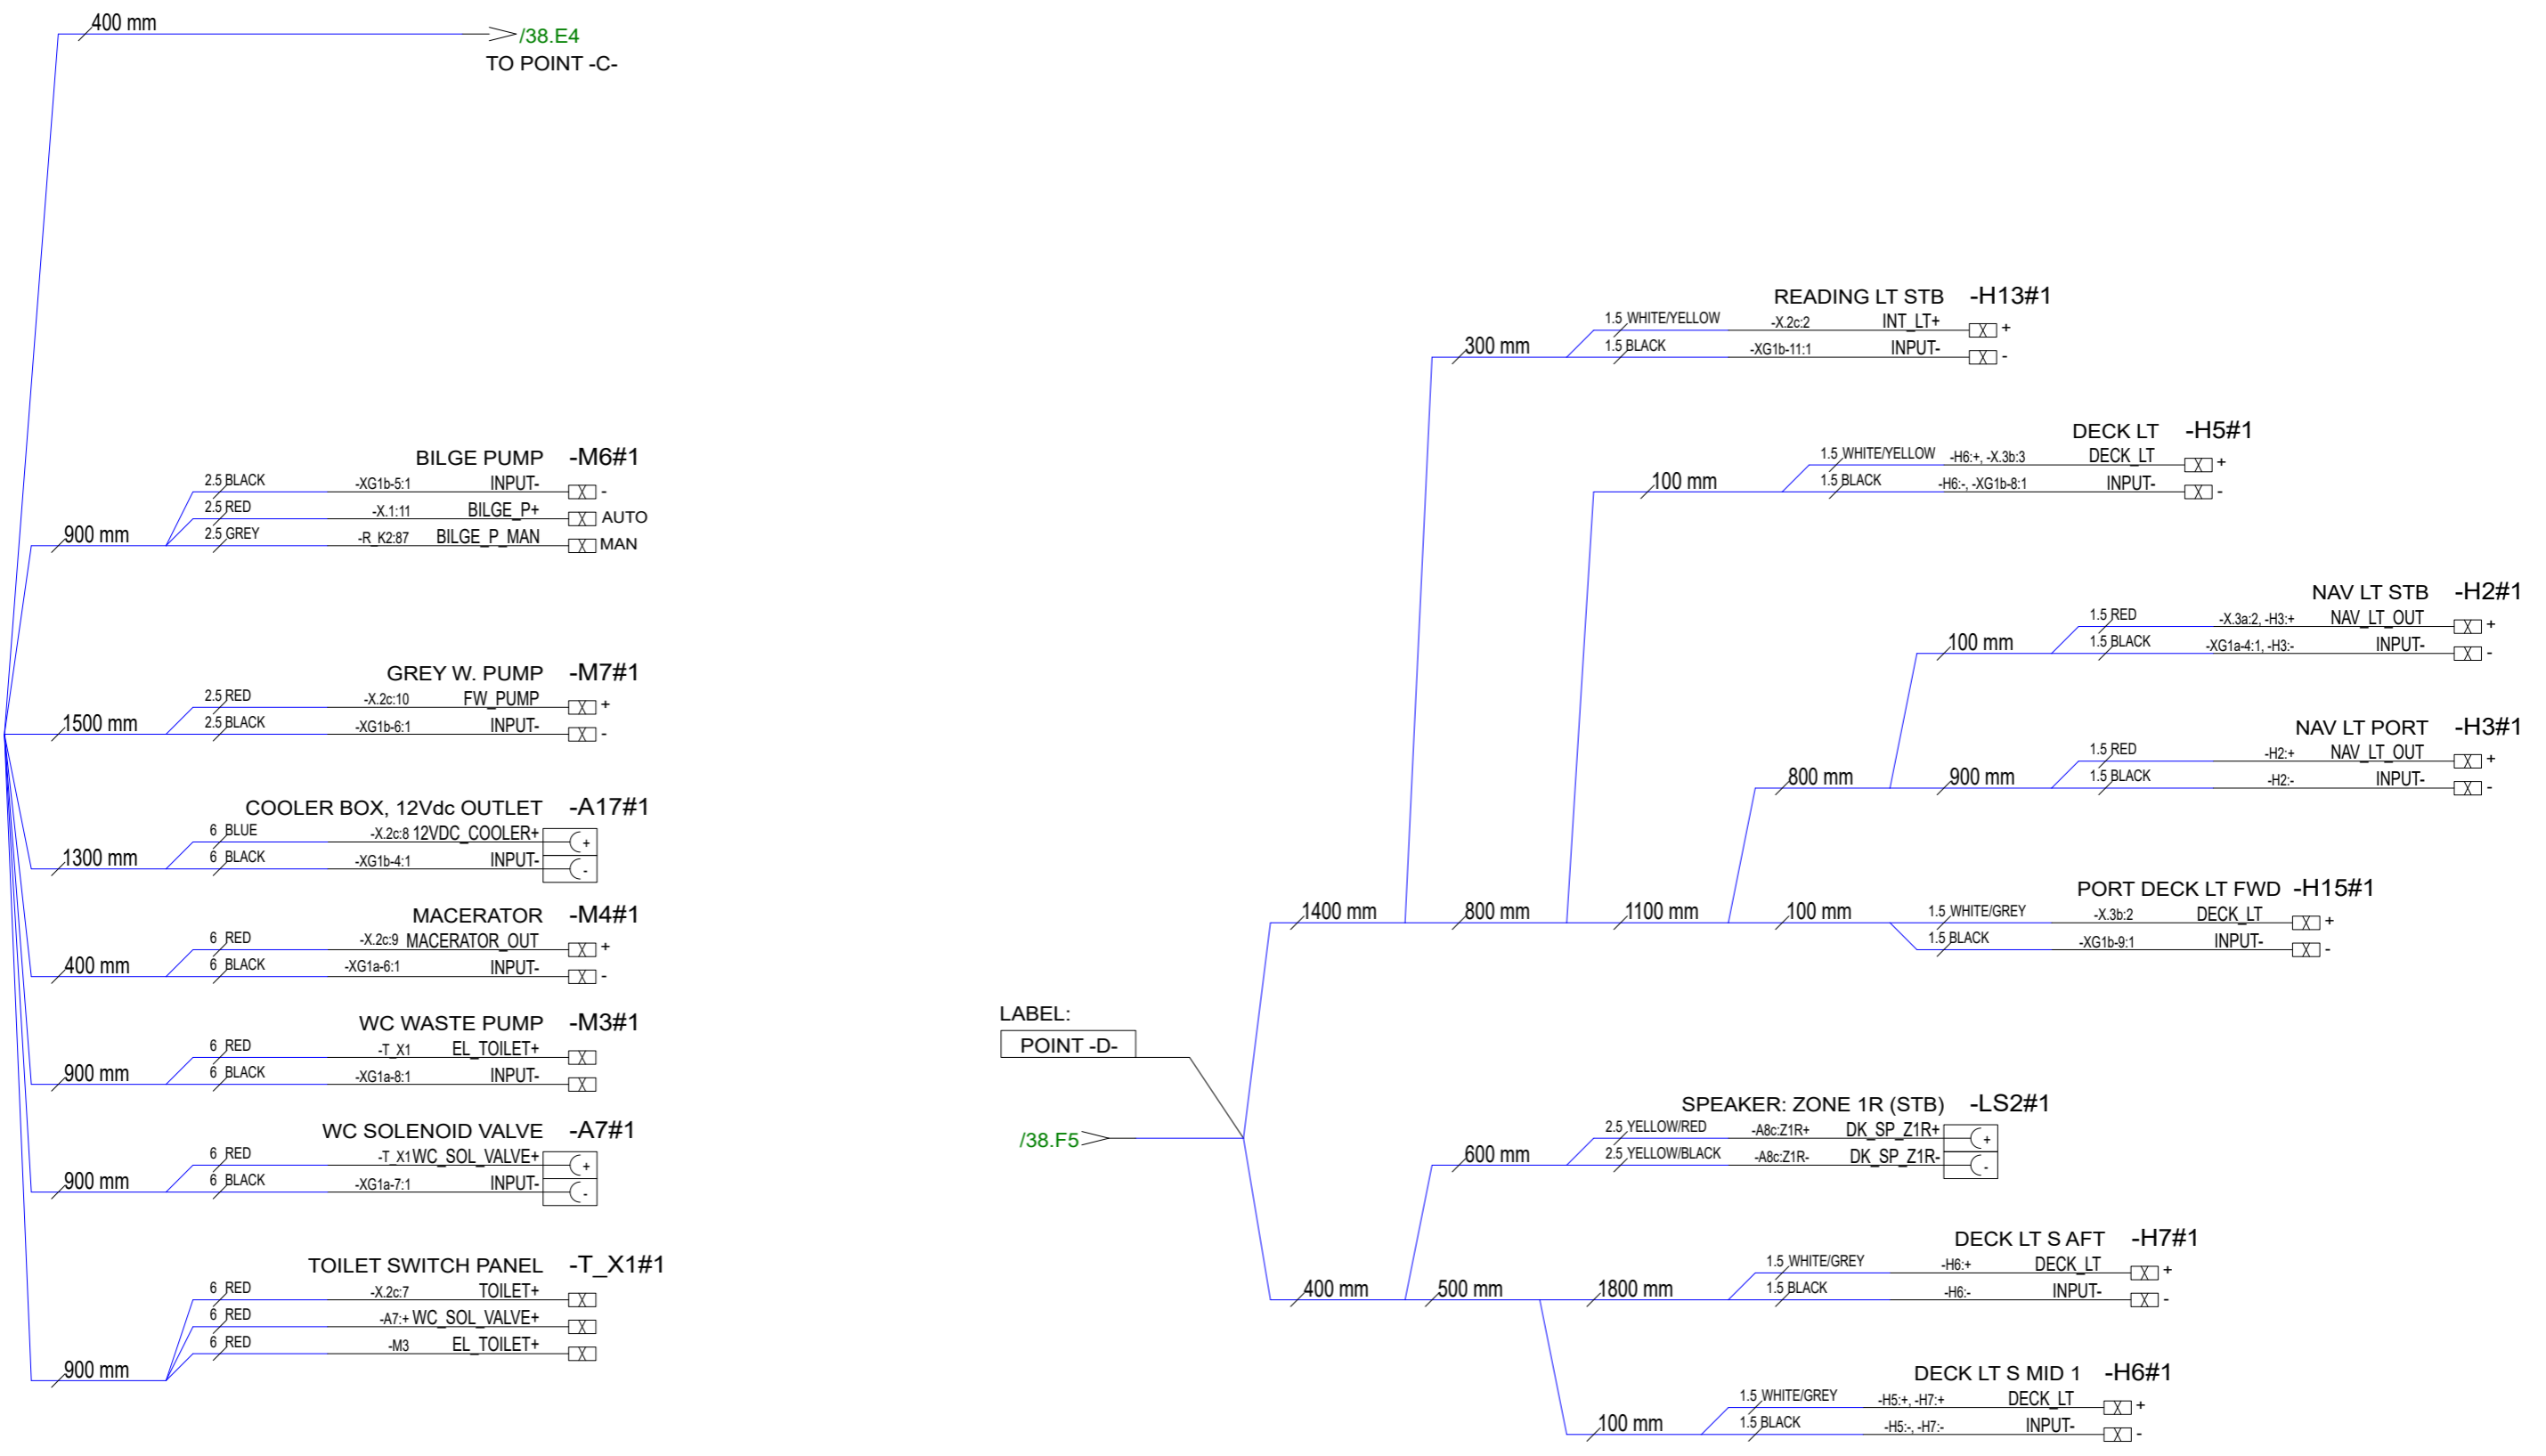 400 mm
/38.E4
TO POINT -C-
BILGE PUMP -M6#1
2.5 BLACK -XG1b-5:1 INPUT- X -
2.5 RED -X.1:11 BILGE_P+ X AUTO
900 mm 2.5 GREY -R_K2:87 BILGE_P_MAN X MAN
GREY W. PUMP -M7#1
2.5 RED -X.2c:10 FW_PUMP X +
1500 mm 2.5 BLACK -XG1b-6:1 INPUT- X -
COOLER BOX, 12Vdc OUTLET -A17#1
6 BLUE -X.2c:8 12VDC_COOLER+ +
1300 mm 6 BLACK -XG1b-4:1 INPUT- -
MACERATOR -M4#1
6 RED -X.2c:9 MACERATOR_OUT X +
400 mm 6 BLACK -XG1a-6:1 INPUT- X -
WC WASTE PUMP -M3#1
6 RED -T_X1 EL_TOILET+ X
900 mm 6 BLACK -XG1a-8:1 INPUT- X
WC SOLENOID VALVE -A7#1
6 RED -T_X1 WC_SOL_VALVE+ +
900 mm 6 BLACK -XG1a-7:1 INPUT- -
TOILET SWITCH PANEL -T_X1#1
6 RED -X.2c:7 TOILET+ X
6 RED -A7:+ WC_SOL_VALVE+ X
6 RED -M3 EL_TOILET+ X
900 mm
READING LT STB -H13#1
1.5 WHITE/YELLOW -X.2c:2 INT_LT+ X +
300 mm 1.5 BLACK -XG1b-11:1 INPUT- X -
DECK LT -H5#1
1.5 WHITE/YELLOW -H6:+, -X.3b:3 DECK_LT X +
100 mm 1.5 BLACK -H6:-, -XG1b-8:1 INPUT- X -
NAV LT STB -H2#1
1.5 RED -X.3a:2, -H3:+ NAV_LT_OUT X +
100 mm 1.5 BLACK -XG1a-4:1, -H3:- INPUT- X -
NAV LT PORT -H3#1
1.5 RED -H2:+ NAV_LT_OUT X +
800 mm 900 mm 1.5 BLACK -H2:- INPUT- X -
PORT DECK LT FWD -H15#1
1400 mm 800 mm 1100 mm 100 mm 1.5 WHITE/GREY -X.3b:2 DECK_LT X +
1.5 BLACK -XG1b-9:1 INPUT- X -
LABEL:
POINT -D-
/38.F5
SPEAKER: ZONE 1R (STB) -LS2#1
2.5 YELLOW/RED -A8c:Z1R+ DK_SP_Z1R+ +
600 mm 2.5 YELLOW/BLACK -A8c:Z1R- DK_SP_Z1R- -
DECK LT S AFT -H7#1
1.5 WHITE/GREY -H6:+ DECK_LT X +
400 mm 500 mm 1800 mm 1.5 BLACK -H6:- INPUT- X -
DECK LT S MID 1 -H6#1
1.5 WHITE/GREY -H5:+, -H7:+ DECK_LT X +
100 mm 1.5 BLACK -H5:-, -H7:- INPUT- X -